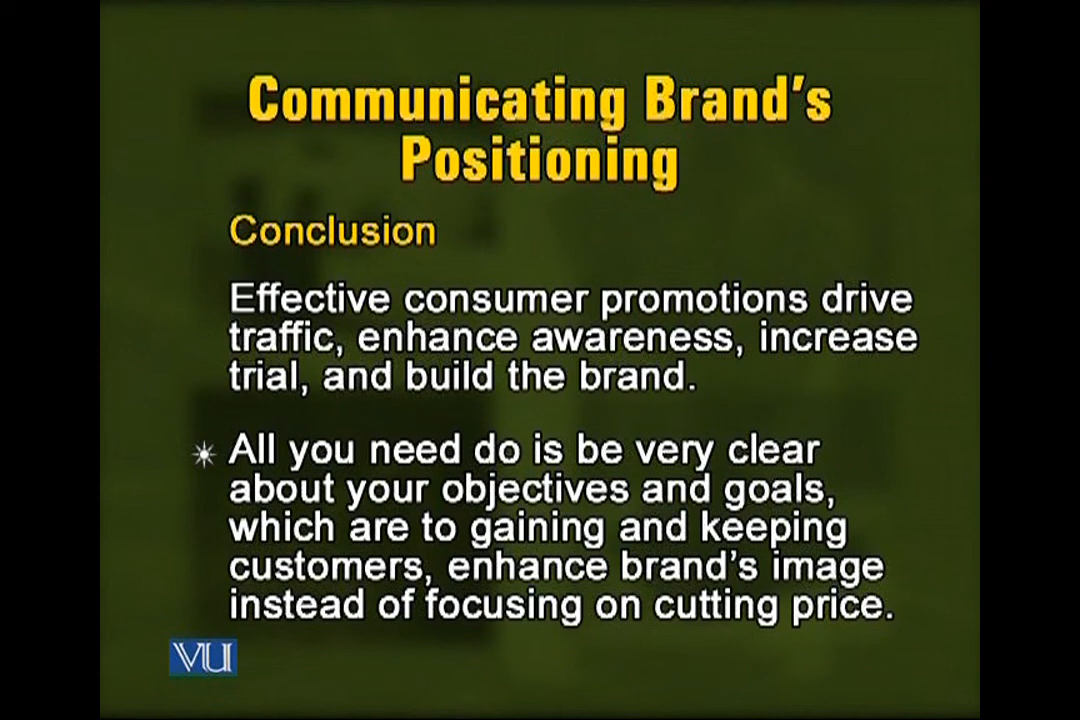 Communicating Brand's
Positioning
Conclusion
Effective consumer promotions drive
traffic, enhance awareness, increase
trial, and build the brand.
All you need do is be very clear
about your objectives and goals,
which are to gaining and keeping
customers, enhance brand's image
instead of focusing on cutting price.
VU